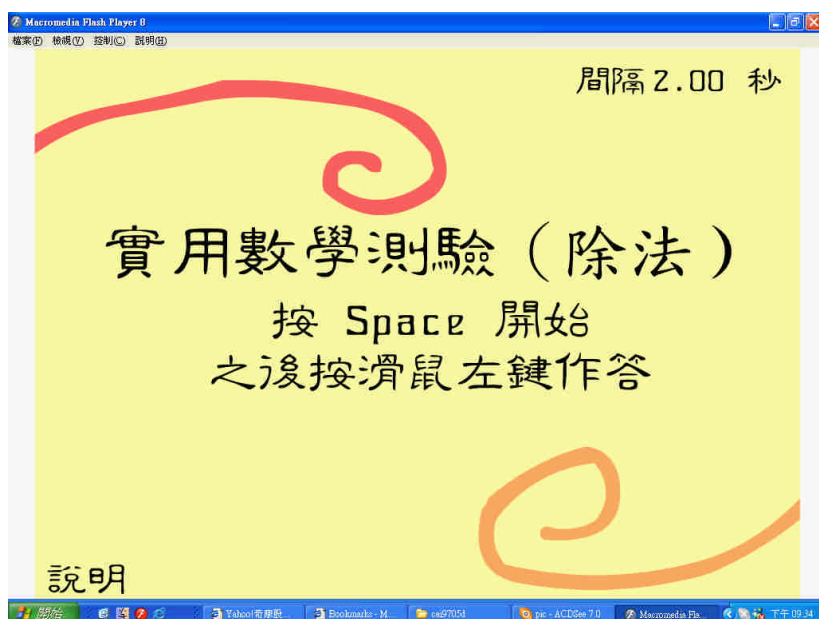 Macromedia Flash Player 8
檔案(F) 檢視(V) 控制(C) 說明(H)
間隔2.00 秒
實用數學測驗(除法)
按 Space 開始
之後按滑鼠左鍵作答
說明
開始 Yahoo!奇摩股... Bookmarks - M... cai9705d pic - ACDSee 7.0 Macromedia Fla... 下午 09:34